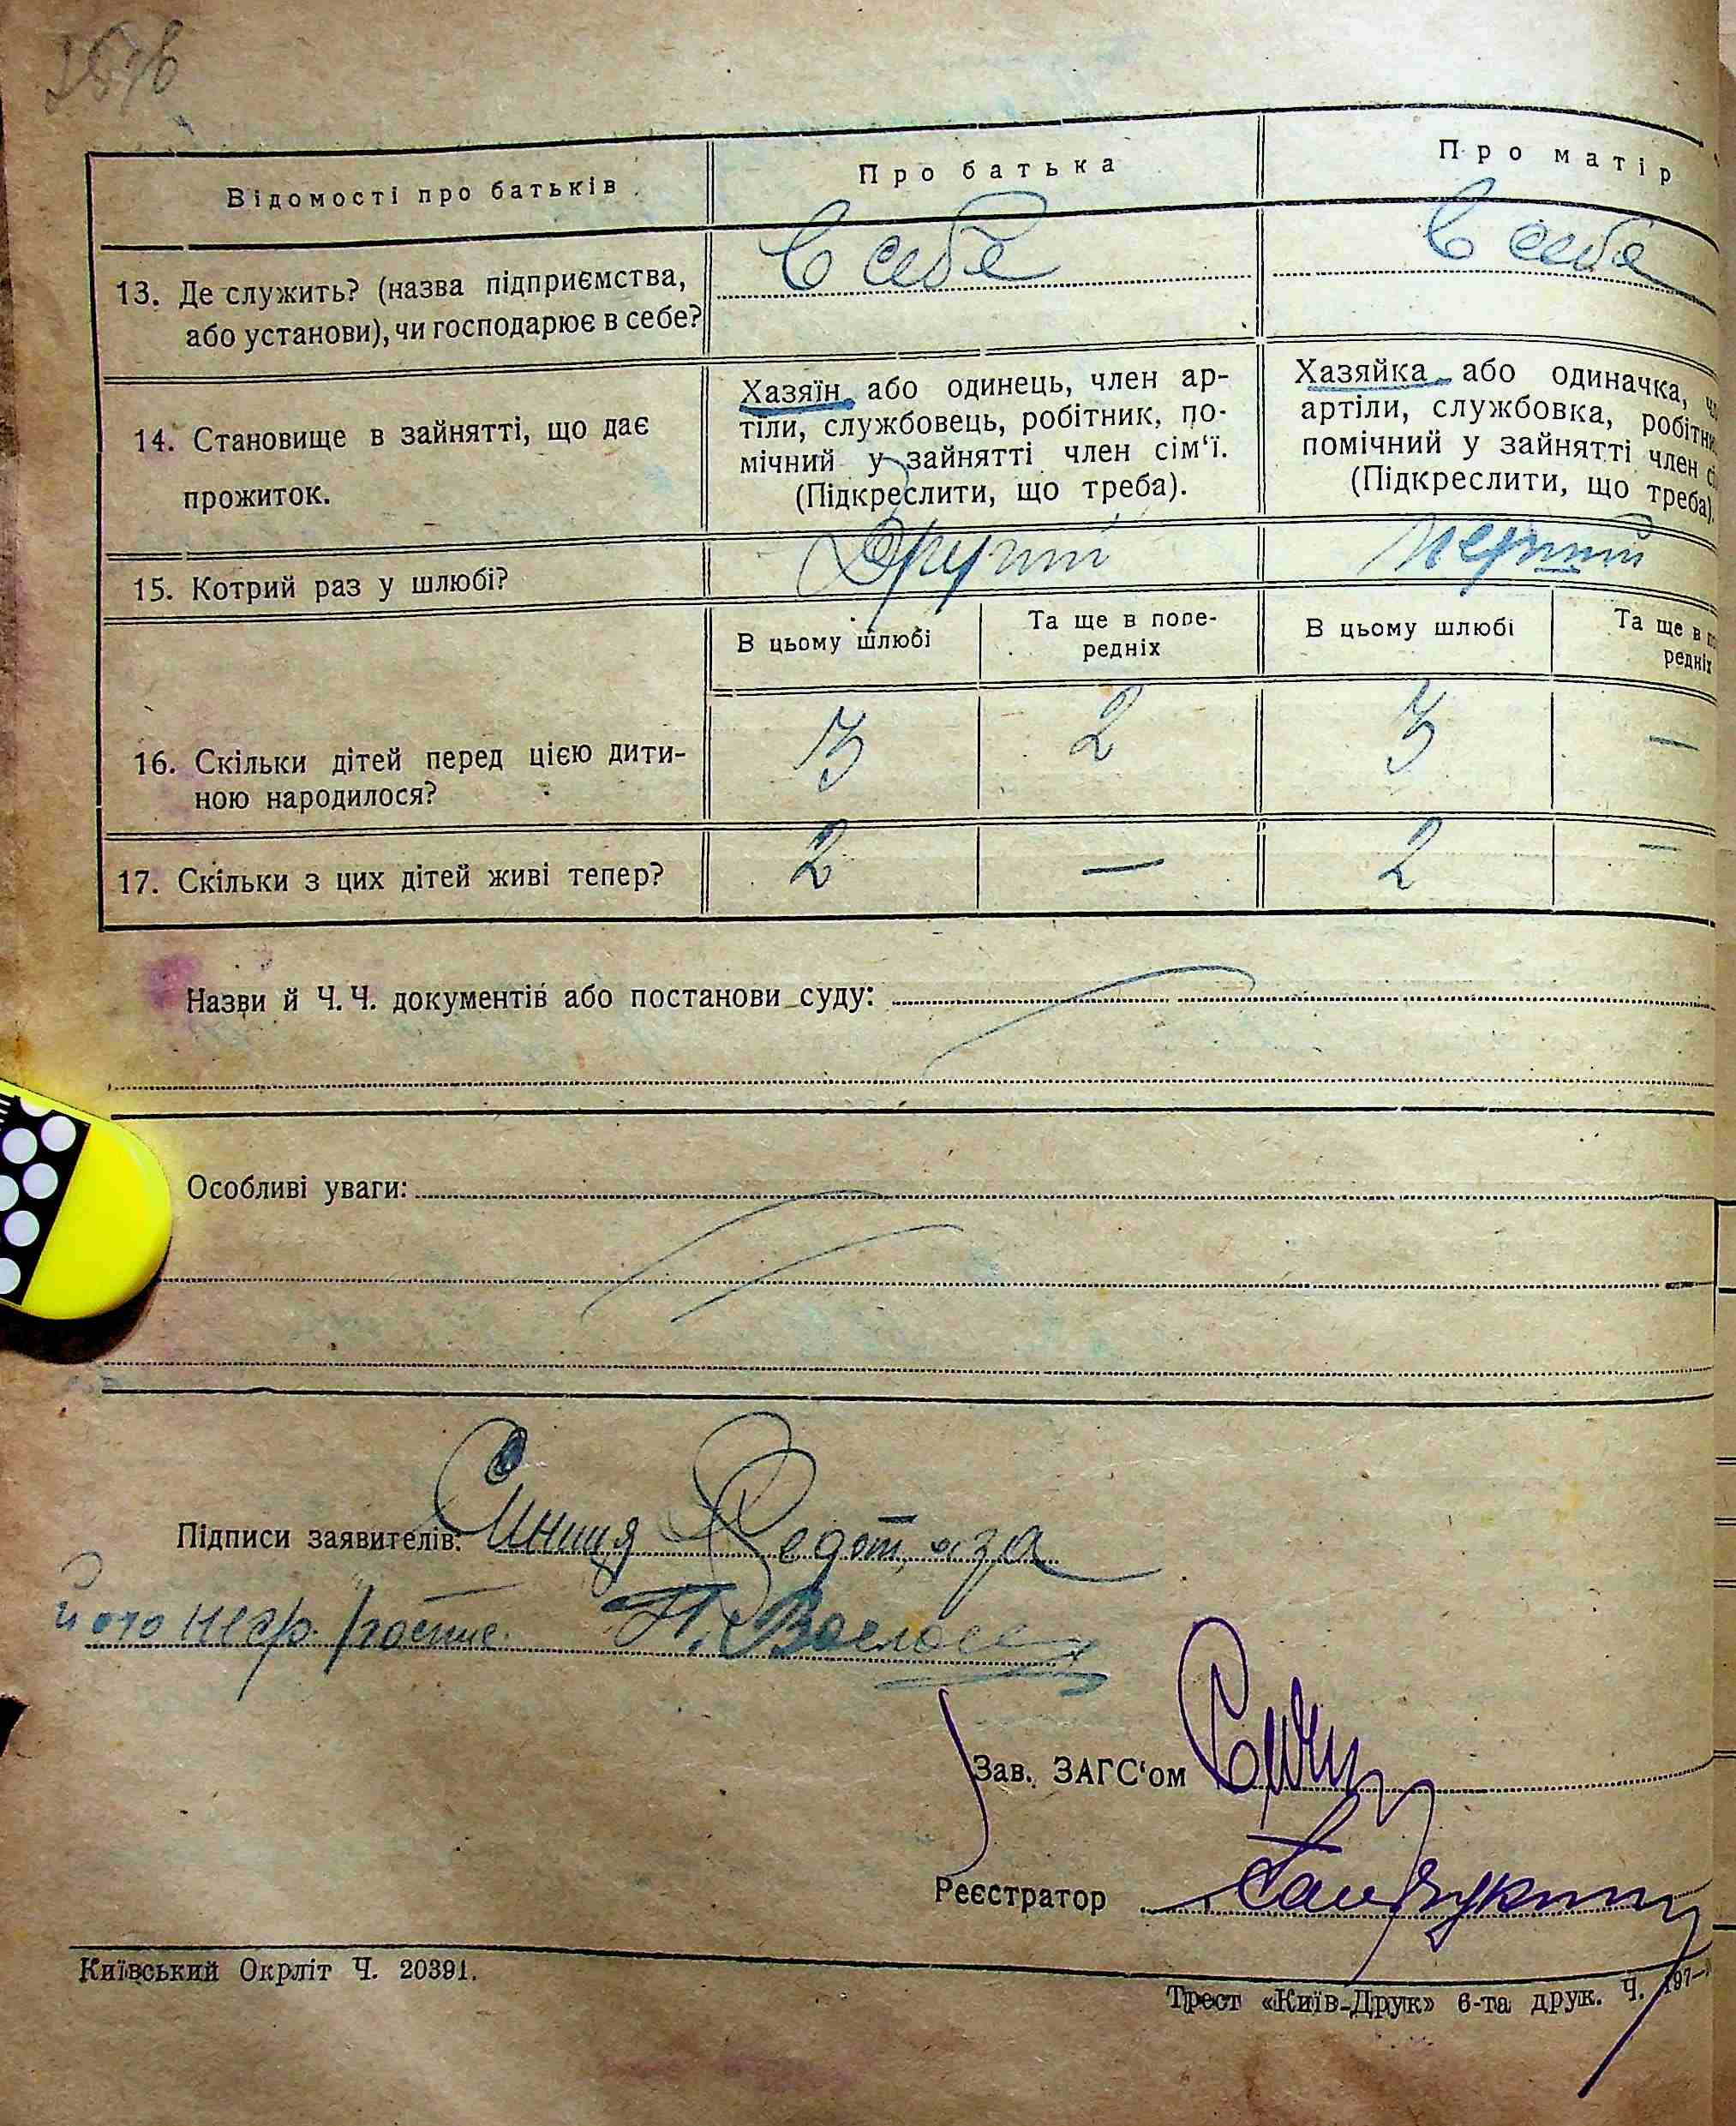 Відомості про батьків
Про батька
Про матір
13. Де служить? (назва підприємства,
або установи), чи господарює в себе?
В себе
В себе
14. Становище в зайнятті, що дає
прожиток.
Хазяїн або одинець, член ар-
тіли, службовець, робітник, по-
мічний у зайнятті член сім‘ї.
(Підкреслити, що треба).
Хазяйка або одиначка,
артіли, службовка,
помічний у зайнятті член
(Підкреслити, що треба).
15. Котрий раз у шлюбі?
Другий
Перший
В цьому шлюбі
Та ще в попе-
редніх
В цьому шлюбі
Та ще в
редніх
16. Скільки дітей перед цією дити-
ною народилося?
3
2
3
—
17. Скільки з цих дітей живі тепер?
2
—
2
—
Назви й Ч. Ч. документів або постанови суду:
Особливі уваги:
Підписи заявителів: Синиця Федот, а за
його
Зав. ЗАГС‘ом
Реєстратор
Київський Окрліт Ч. 20391.
Трест «Київ-Друк» 6-та друк. Ч.